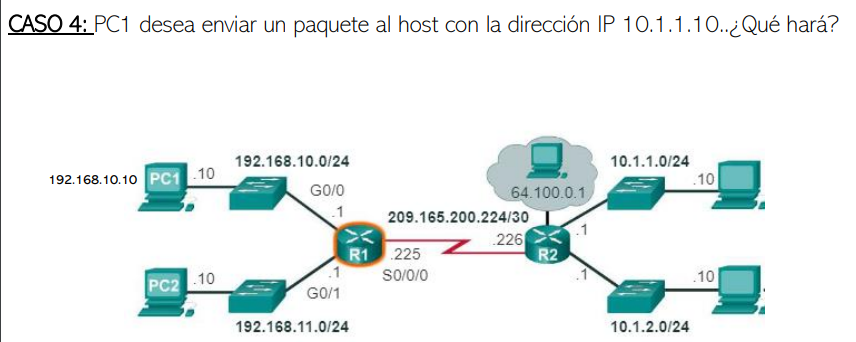 CASO 4: PC1 desea enviar un paquete al host con la dirección IP 10.1.1.10..¿Qué hará?
192.168.10.0/24
10.1.1.0/24
192.168.10.10
PC1
.10
.10
G0/0
64.100.0.1
.1
209.165.200.224/30
.1
.226
R1
.225
R2
S0/0/0
.1
.1
PC2
.10
.10
G0/1
192.168.11.0/24
10.1.2.0/24